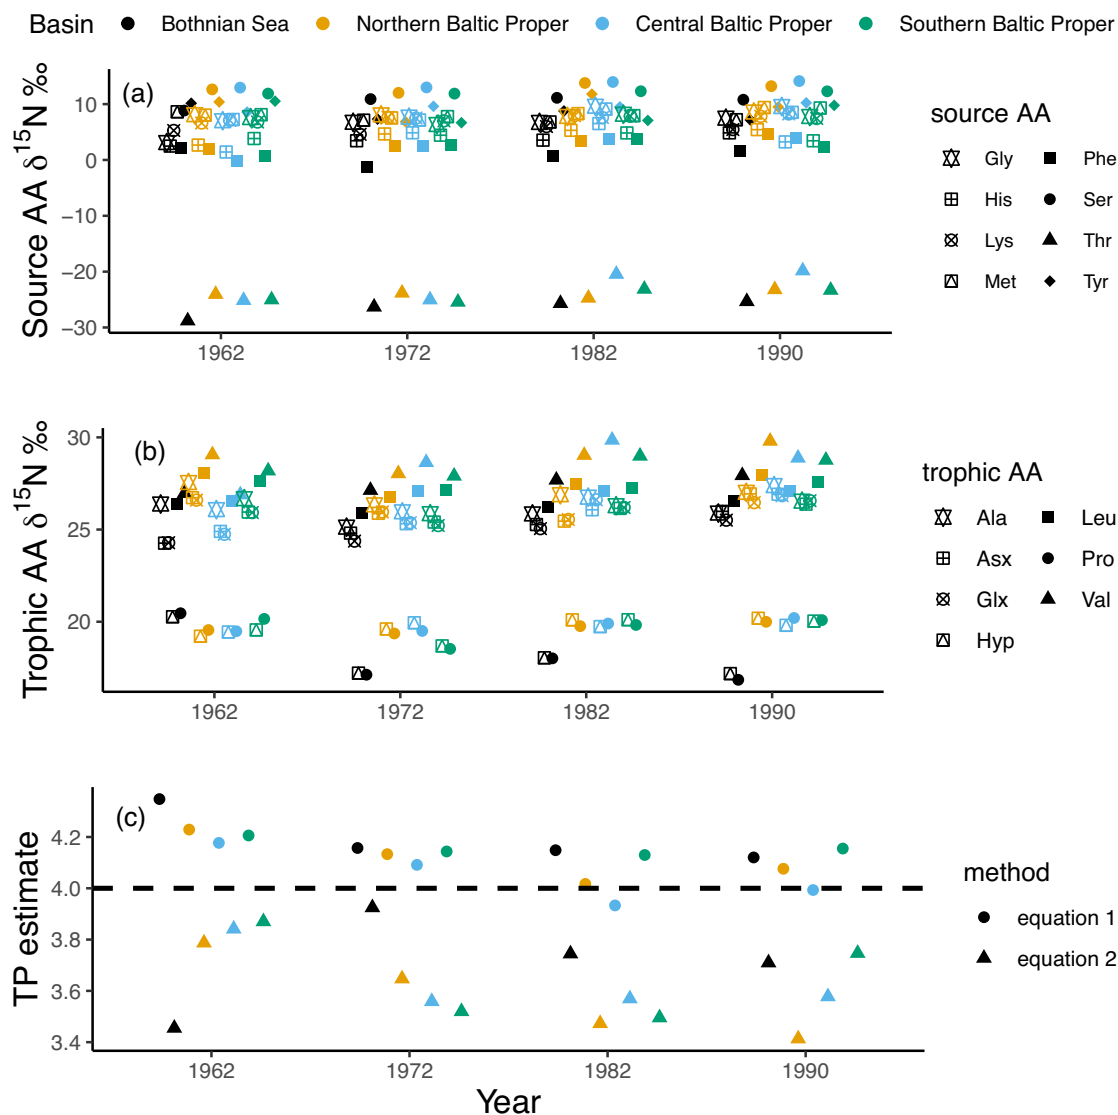 Basin Bothnian Sea Northern Baltic Proper Central Baltic Proper Southern Baltic Proper
(a)
Source AA δ¹⁵N ‰
10
0
−10
−20
−30
1962 1972 1982 1990
source AA
Gly Phe
His Ser
Lys Thr
Met Tyr
(b)
Trophic AA δ¹⁵N ‰
30
25
20
1962 1972 1982 1990
trophic AA
Ala Leu
Asx Pro
Glx Val
Hyp
(c)
TP estimate
4.2
4.0
3.8
3.6
3.4
1962 1972 1982 1990
Year
method
equation 1
equation 2